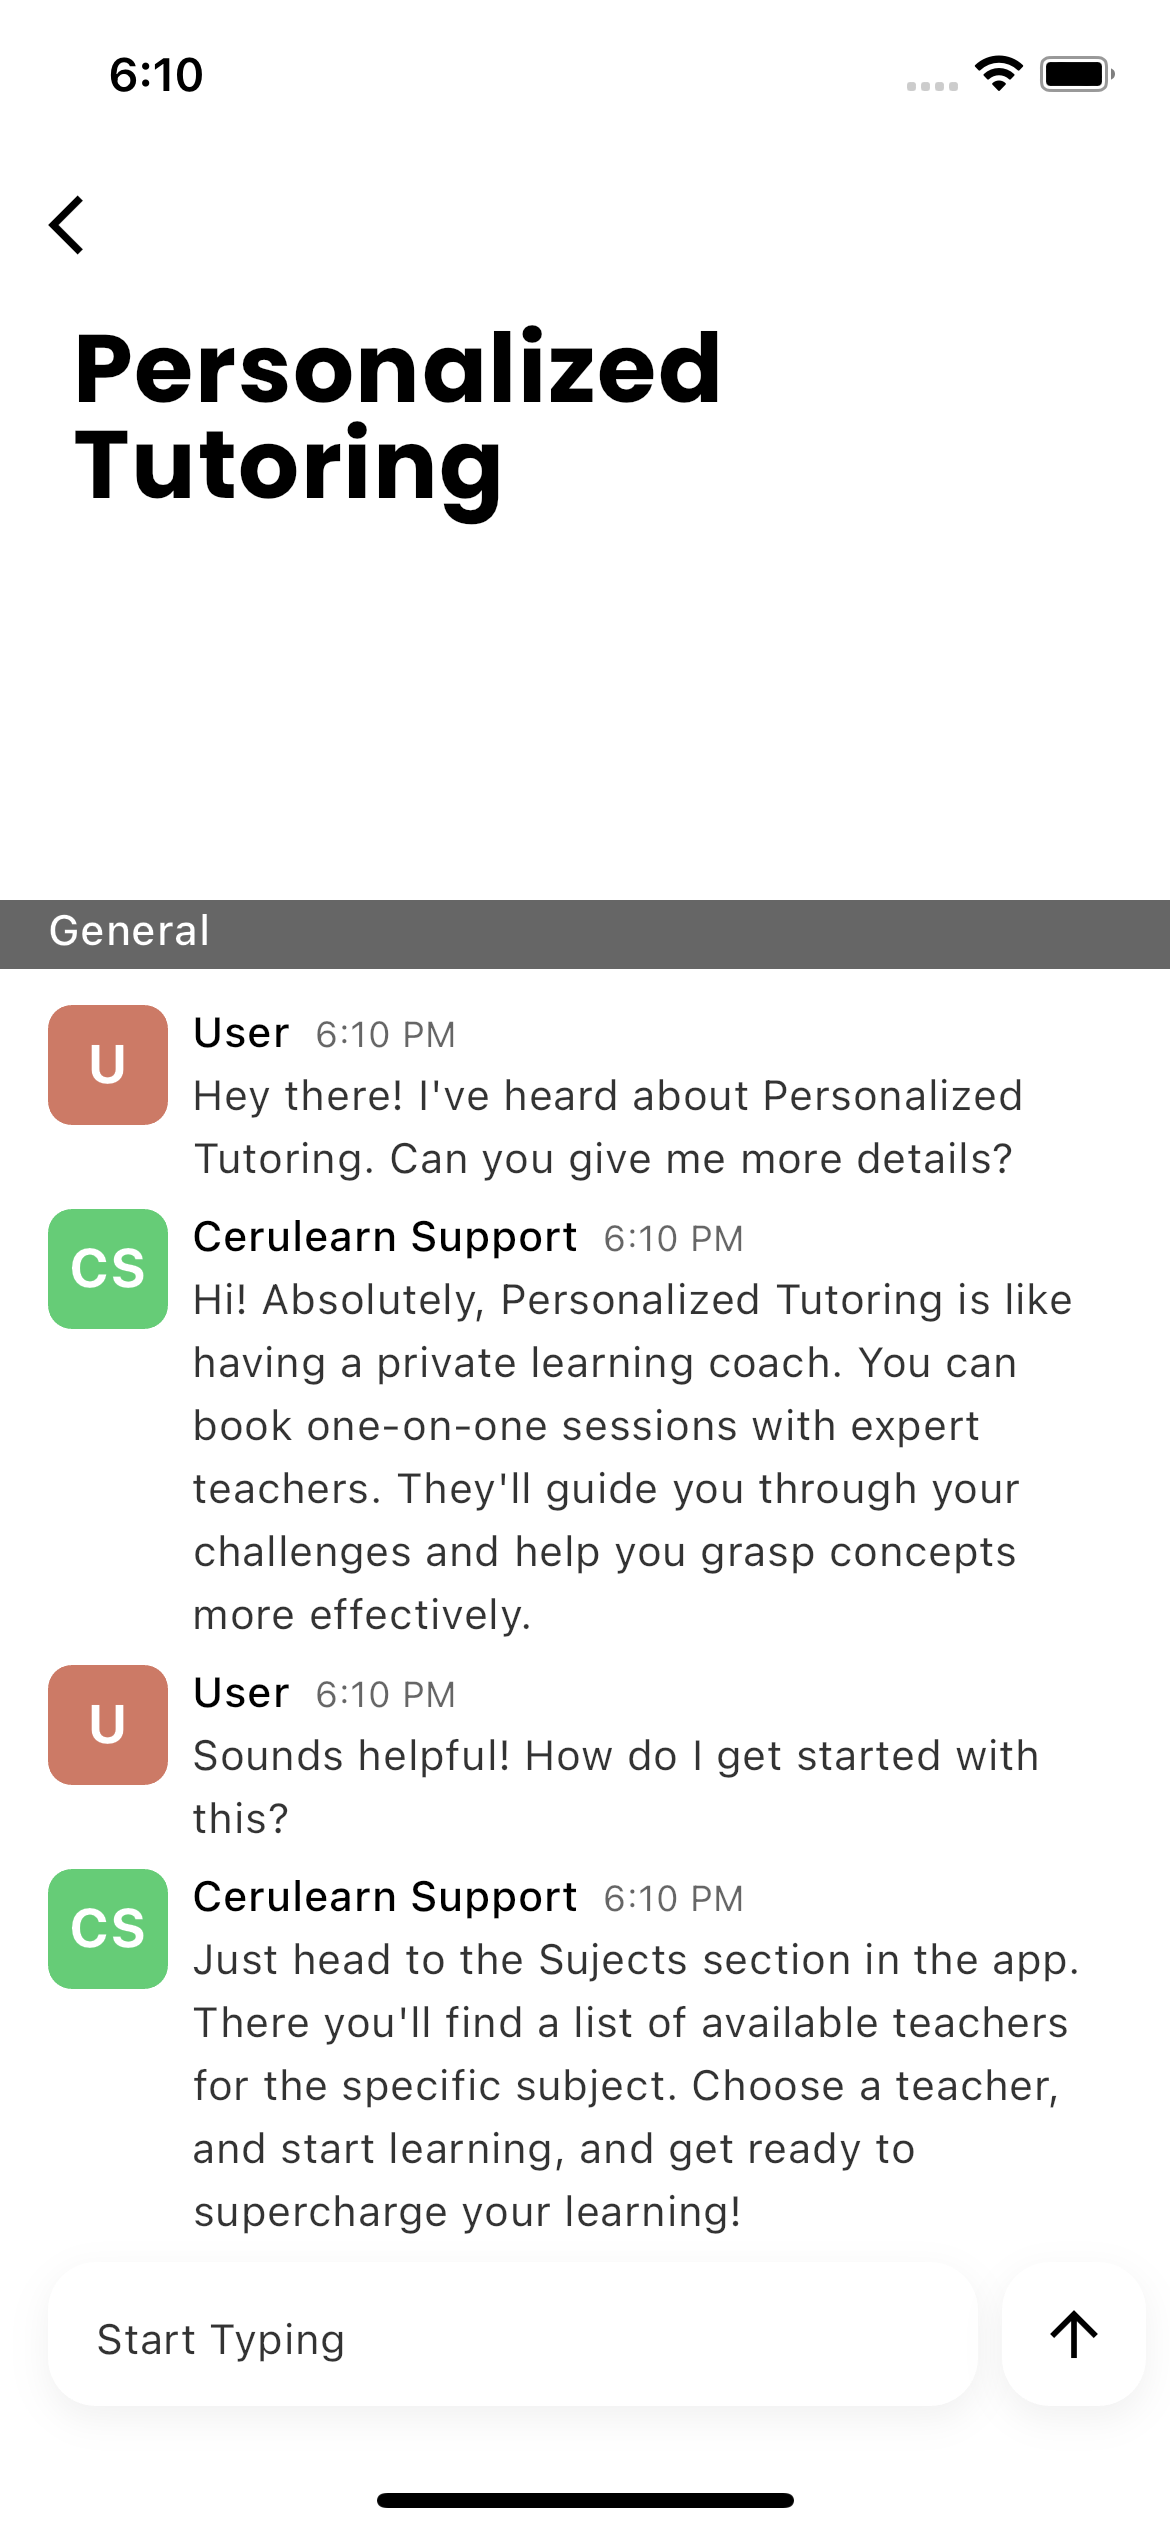 6:10
Personalized
Tutoring
General
U
User 6:10 PM
Hey there! I've heard about Personalized
Tutoring. Can you give me more details?
CS
Cerulearn Support 6:10 PM
Hi! Absolutely, Personalized Tutoring is like
having a private learning coach. You can
book one-on-one sessions with expert
teachers. They'll guide you through your
challenges and help you grasp concepts
more effectively.
U
User 6:10 PM
Sounds helpful! How do I get started with
this?
CS
Cerulearn Support 6:10 PM
Just head to the Sujects section in the app.
There you'll find a list of available teachers
for the specific subject. Choose a teacher,
and start learning, and get ready to
supercharge your learning!
Start Typing